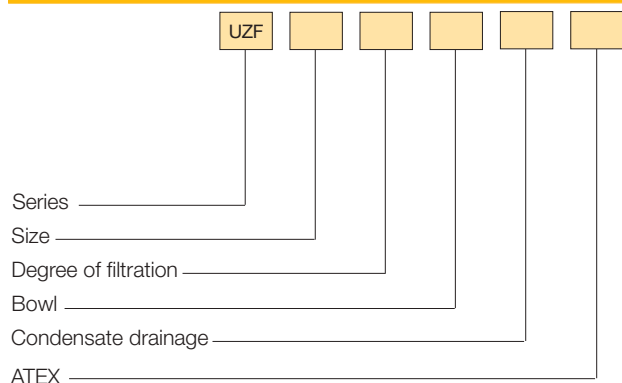 UZF
Series
Size
Degree of filtration
Bowl
Condensate drainage
ATEX